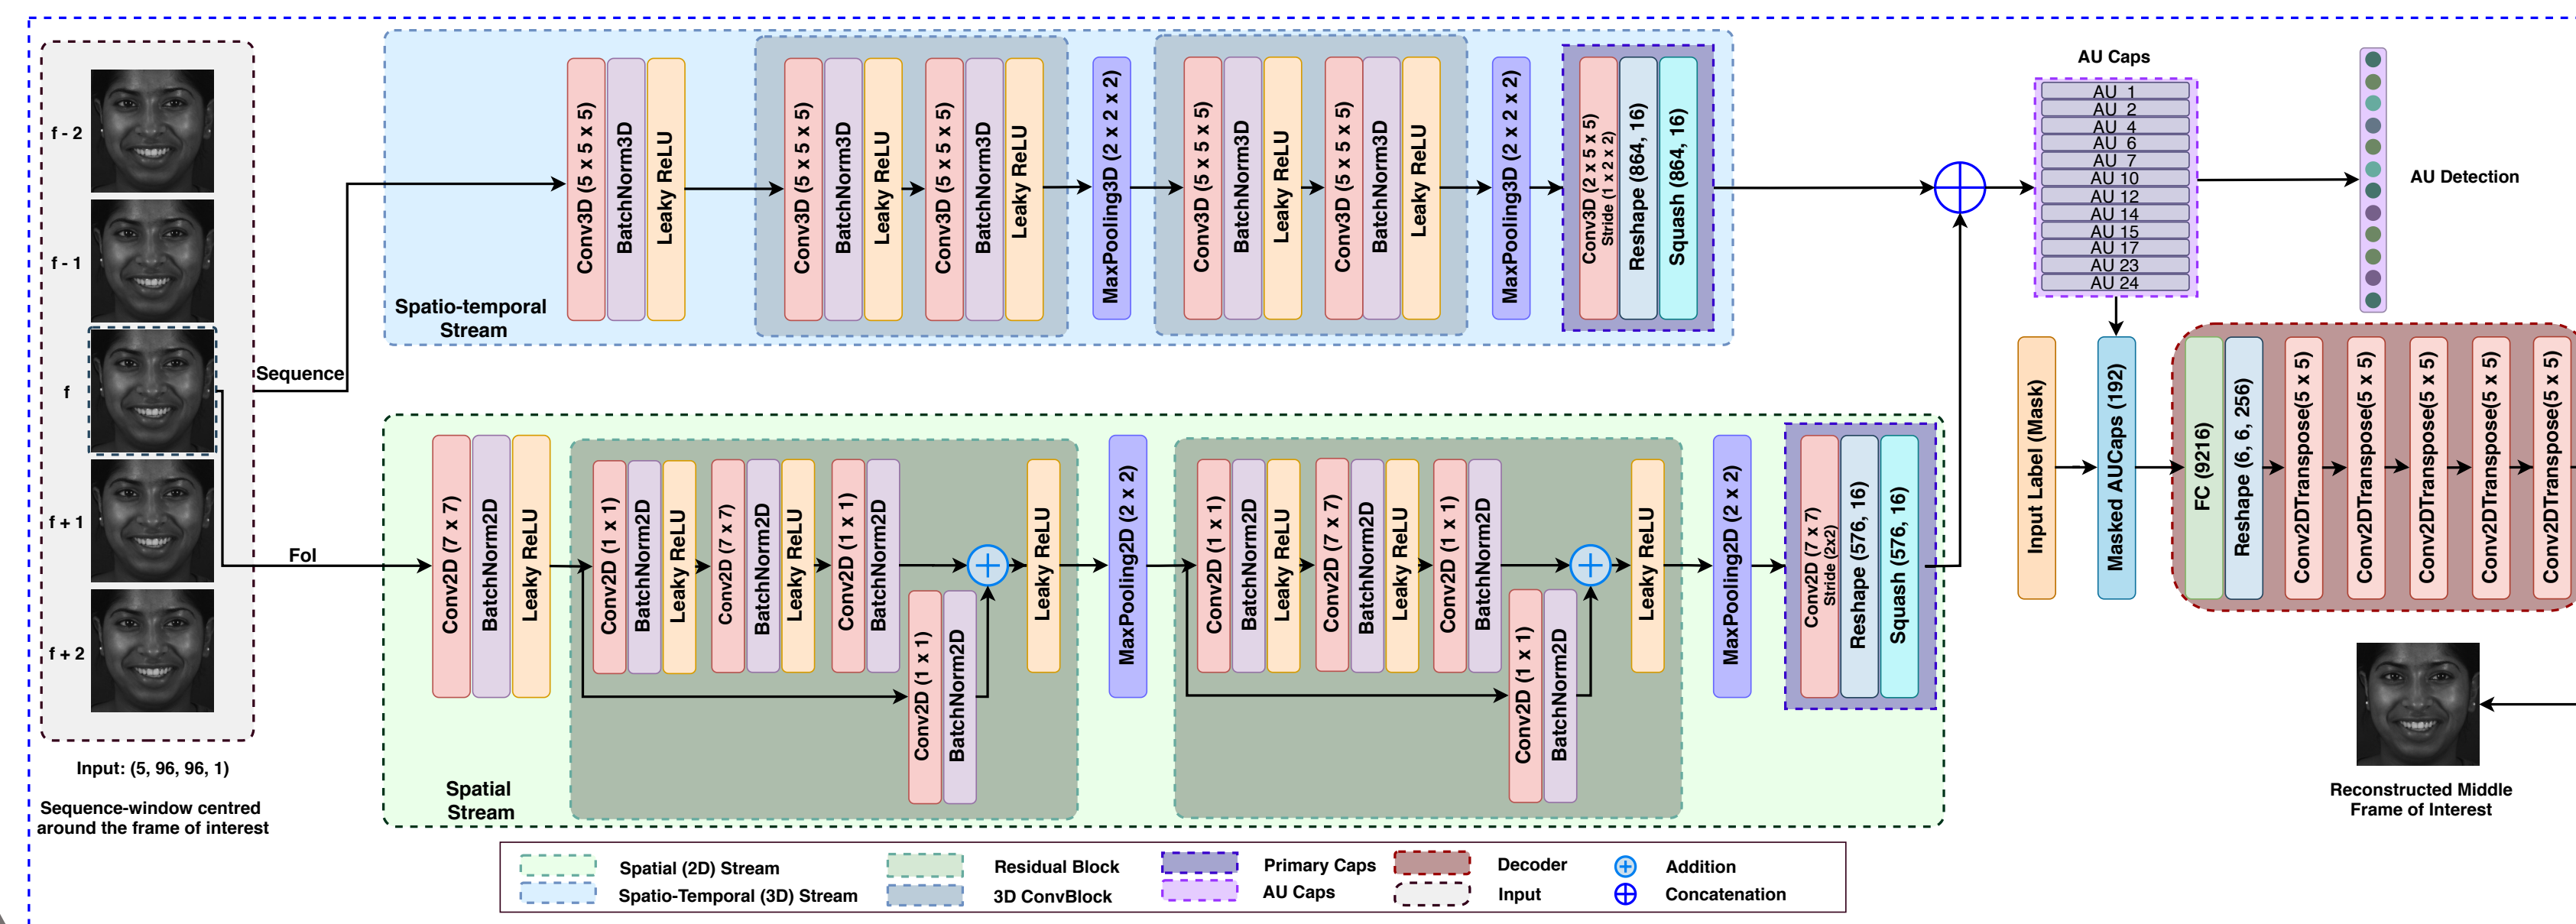 f - 2
f - 1
f
f + 1
f + 2
Input: (5, 96, 96, 1)
Sequence-window centred
around the frame of interest
Sequence
FoI
Spatio-temporal
Stream
Conv3D (5 x 5 x 5)
BatchNorm3D
Leaky ReLU
Conv3D (5 x 5 x 5)
BatchNorm3D
Leaky ReLU
Conv3D (5 x 5 x 5)
BatchNorm3D
Leaky ReLU
MaxPooling3D (2 x 2 x 2)
Conv3D (5 x 5 x 5)
BatchNorm3D
Leaky ReLU
Conv3D (5 x 5 x 5)
BatchNorm3D
Leaky ReLU
MaxPooling3D (2 x 2 x 2)
Conv3D (2 x 5 x 5)
Stride (1 x 2 x 2)
Reshape (864, 16)
Squash (864, 16)
Spatial
Stream
Conv2D (7 x 7)
BatchNorm2D
Leaky ReLU
Conv2D (1 x 1)
BatchNorm2D
Leaky ReLU
Conv2D (7 x 7)
BatchNorm2D
Leaky ReLU
Conv2D (1 x 1)
BatchNorm2D
Conv2D (1 x 1)
BatchNorm2D
Leaky ReLU
MaxPooling2D (2 x 2)
Conv2D (1 x 1)
BatchNorm2D
Leaky ReLU
Conv2D (7 x 7)
BatchNorm2D
Leaky ReLU
Conv2D (1 x 1)
BatchNorm2D
Conv2D (1 x 1)
BatchNorm2D
Leaky ReLU
MaxPooling2D (2 x 2)
Conv2D (7 x 7)
Stride (2x2)
Reshape (576, 16)
Squash (576, 16)
AU Caps
AU 1
AU 2
AU 4
AU 6
AU 7
AU 10
AU 12
AU 14
AU 15
AU 17
AU 23
AU 24
AU Detection
Input Label (Mask)
Masked AUCaps (192)
FC (9216)
Reshape (6, 6, 256)
Conv2DTranspose(5 x 5)
Conv2DTranspose(5 x 5)
Conv2DTranspose(5 x 5)
Conv2DTranspose(5 x 5)
Conv2DTranspose(5 x 5)
Reconstructed Middle
Frame of Interest
Spatial (2D) Stream
Residual Block
Primary Caps
Decoder
Addition
Spatio-Temporal (3D) Stream
3D ConvBlock
AU Caps
Input
Concatenation